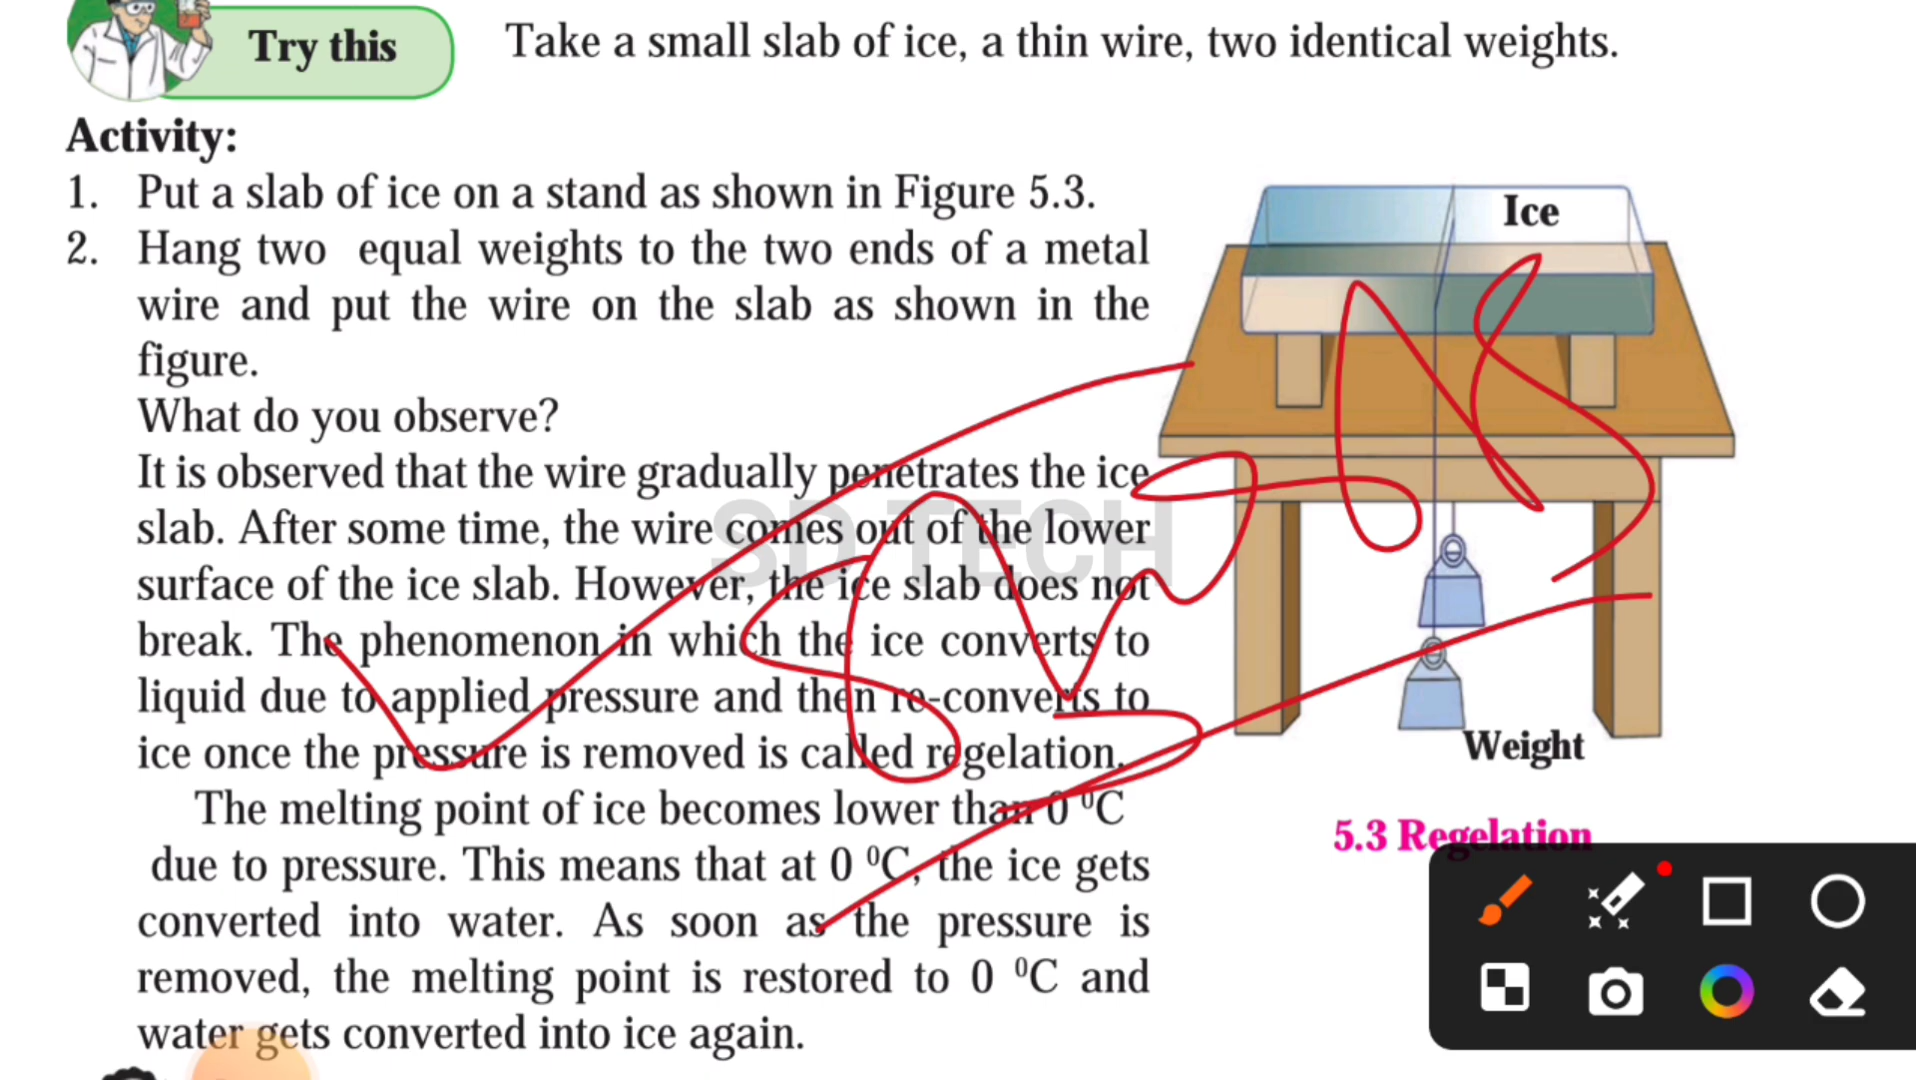 Try this
Take a small slab of ice, a thin wire, two identical weights.
Activity:
1. Put a slab of ice on a stand as shown in Figure 5.3.
2. Hang two equal weights to the two ends of a metal
wire and put the wire on the slab as shown in the
figure.
What do you observe?
It is observed that the wire gradually penetrates the ice
slab. After some time, the wire comes out of the lower
surface of the ice slab. However, the ice slab does not
break. The phenomenon in which the ice converts to
liquid due to applied pressure and then re-converts to
ice once the pressure is removed is called regelation.
The melting point of ice becomes lower than 0 ⁰C
due to pressure. This means that at 0 ⁰C, the ice gets
converted into water. As soon as the pressure is
removed, the melting point is restored to 0 ⁰C and
water gets converted into ice again.
Ice
Weight
5.3 Regelation
SD TECH